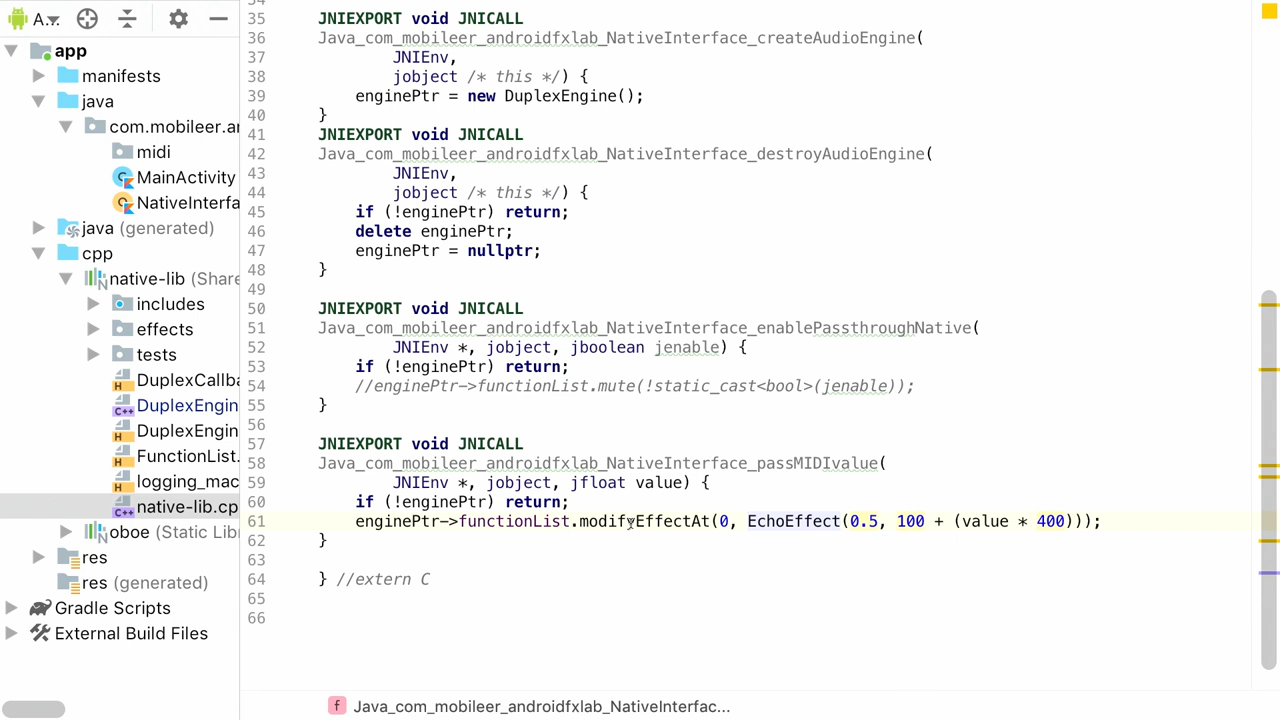 A...
app
manifests
java
com.mobileer.ar
midi
MainActivity
NativeInterfa
java (generated)
cpp
native-lib (Share
includes
effects
tests
DuplexCallba
DuplexEngin
DuplexEngin
FunctionList.
logging_mac
native-lib.cp
oboe (Static Li
res
res (generated)
Gradle Scripts
External Build Files
34
35 JNIEXPORT void JNICALL
36 Java_com_mobileer_androidfxlab_NativeInterface_createAudioEngine(
37 JNIEnv,
38 jobject /* this */) {
39 enginePtr = new DuplexEngine();
40 }
41 JNIEXPORT void JNICALL
42 Java_com_mobileer_androidfxlab_NativeInterface_destroyAudioEngine(
43 JNIEnv,
44 jobject /* this */) {
45 if (!enginePtr) return;
46 delete enginePtr;
47 enginePtr = nullptr;
48 }
49
50 JNIEXPORT void JNICALL
51 Java_com_mobileer_androidfxlab_NativeInterface_enablePassthroughNative(
52 JNIEnv *, jobject, jboolean jenable) {
53 if (!enginePtr) return;
54 //enginePtr->functionList.mute(!static_cast<bool>(jenable));
55 }
56
57 JNIEXPORT void JNICALL
58 Java_com_mobileer_androidfxlab_NativeInterface_passMIDIvalue(
59 JNIEnv *, jobject, jfloat value) {
60 if (!enginePtr) return;
61 enginePtr->functionList.modifyEffectAt(0, EchoEffect(0.5, 100 + (value * 400)));
62 }
63
64 } //extern C
65
66
f Java_com_mobileer_androidfxlab_NativeInterfac...